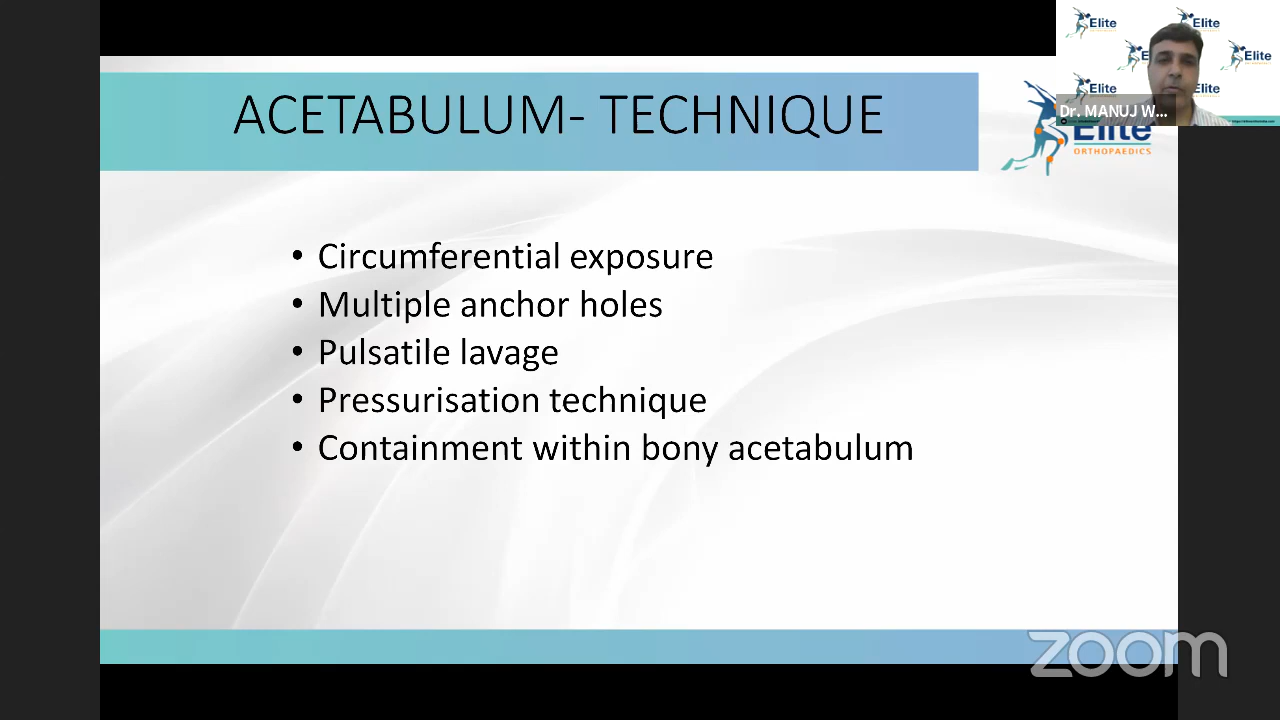 ACETABULUM- TECHNIQUE
Elite
Elite
Elite
Elite
Elite
Dr. MANUJ W...
Elite
ORTHOPAEDICS
• Circumferential exposure
• Multiple anchor holes
• Pulsatile lavage
• Pressurisation technique
• Containment within bony acetabulum
zoom